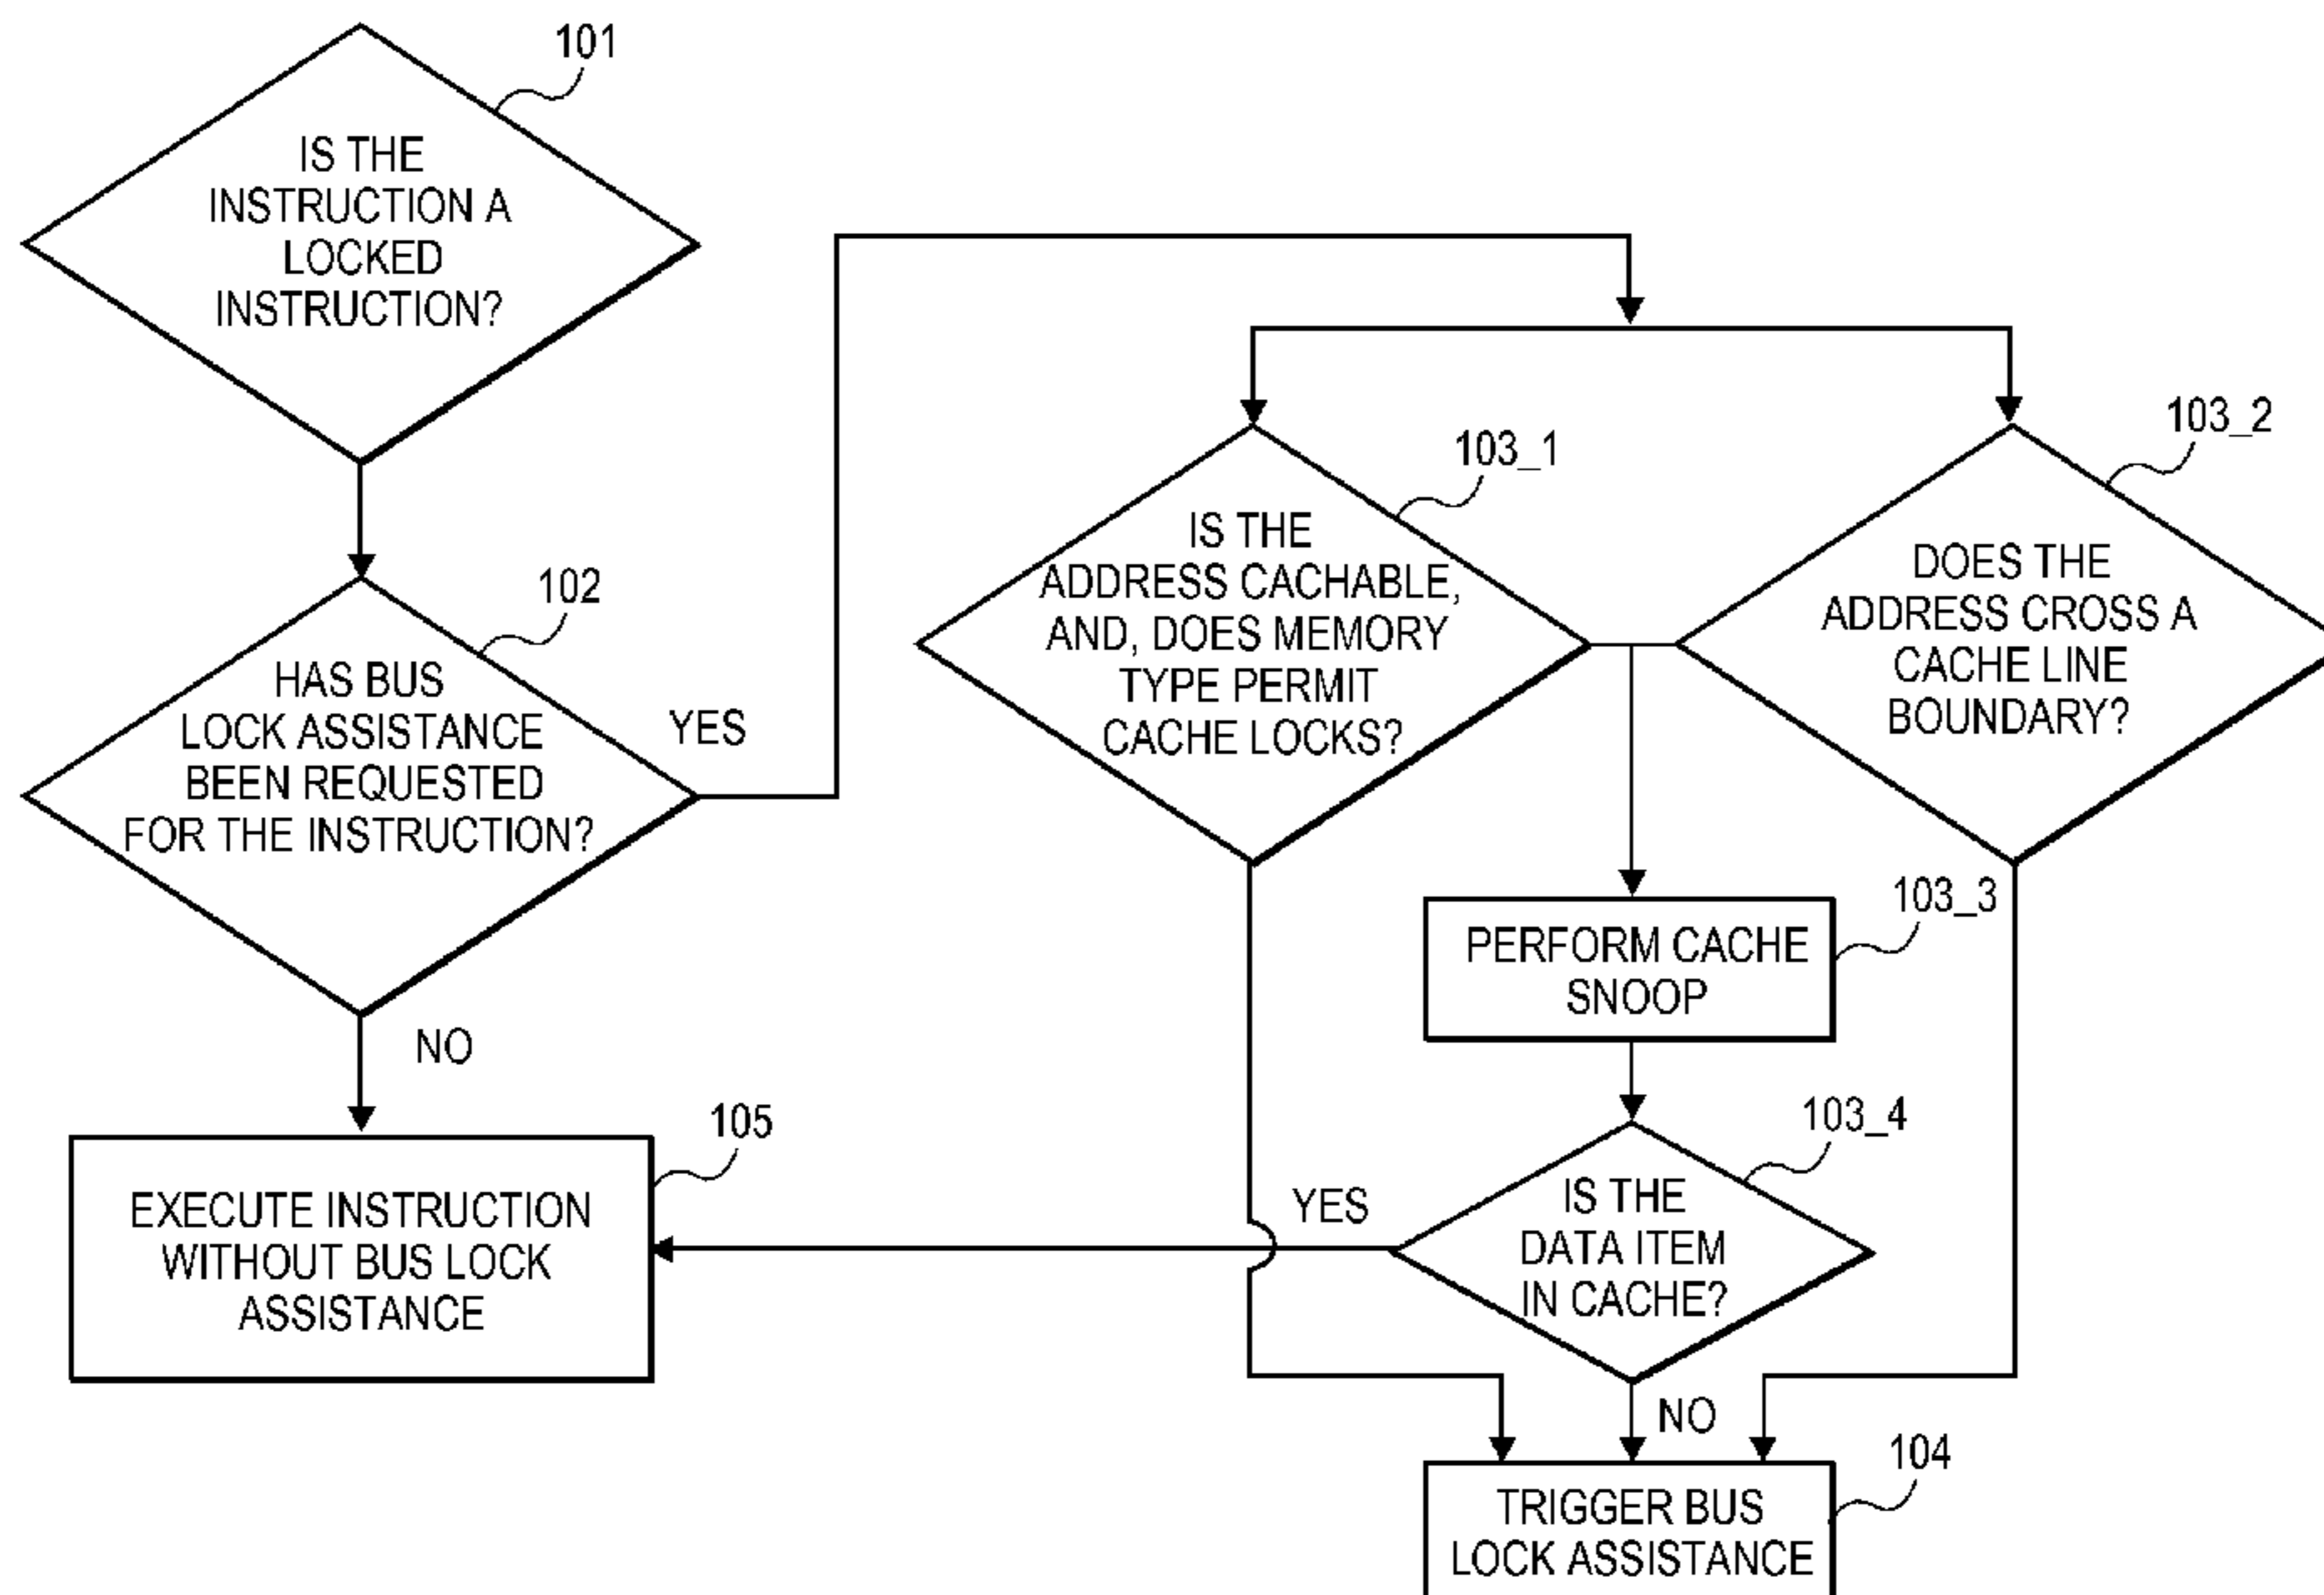 101
IS THE
INSTRUCTION A
LOCKED
INSTRUCTION?
102
HAS BUS
LOCK ASSISTANCE
BEEN REQUESTED
FOR THE INSTRUCTION?
YES
NO
105
EXECUTE INSTRUCTION
WITHOUT BUS LOCK
ASSISTANCE
103_1
IS THE
ADDRESS CACHABLE,
AND, DOES MEMORY
TYPE PERMIT
CACHE LOCKS?
103_2
DOES THE
ADDRESS CROSS A
CACHE LINE
BOUNDARY?
103_3
PERFORM CACHE
SNOOP
103_4
IS THE
DATA ITEM
IN CACHE?
YES
NO
104
TRIGGER BUS
LOCK ASSISTANCE